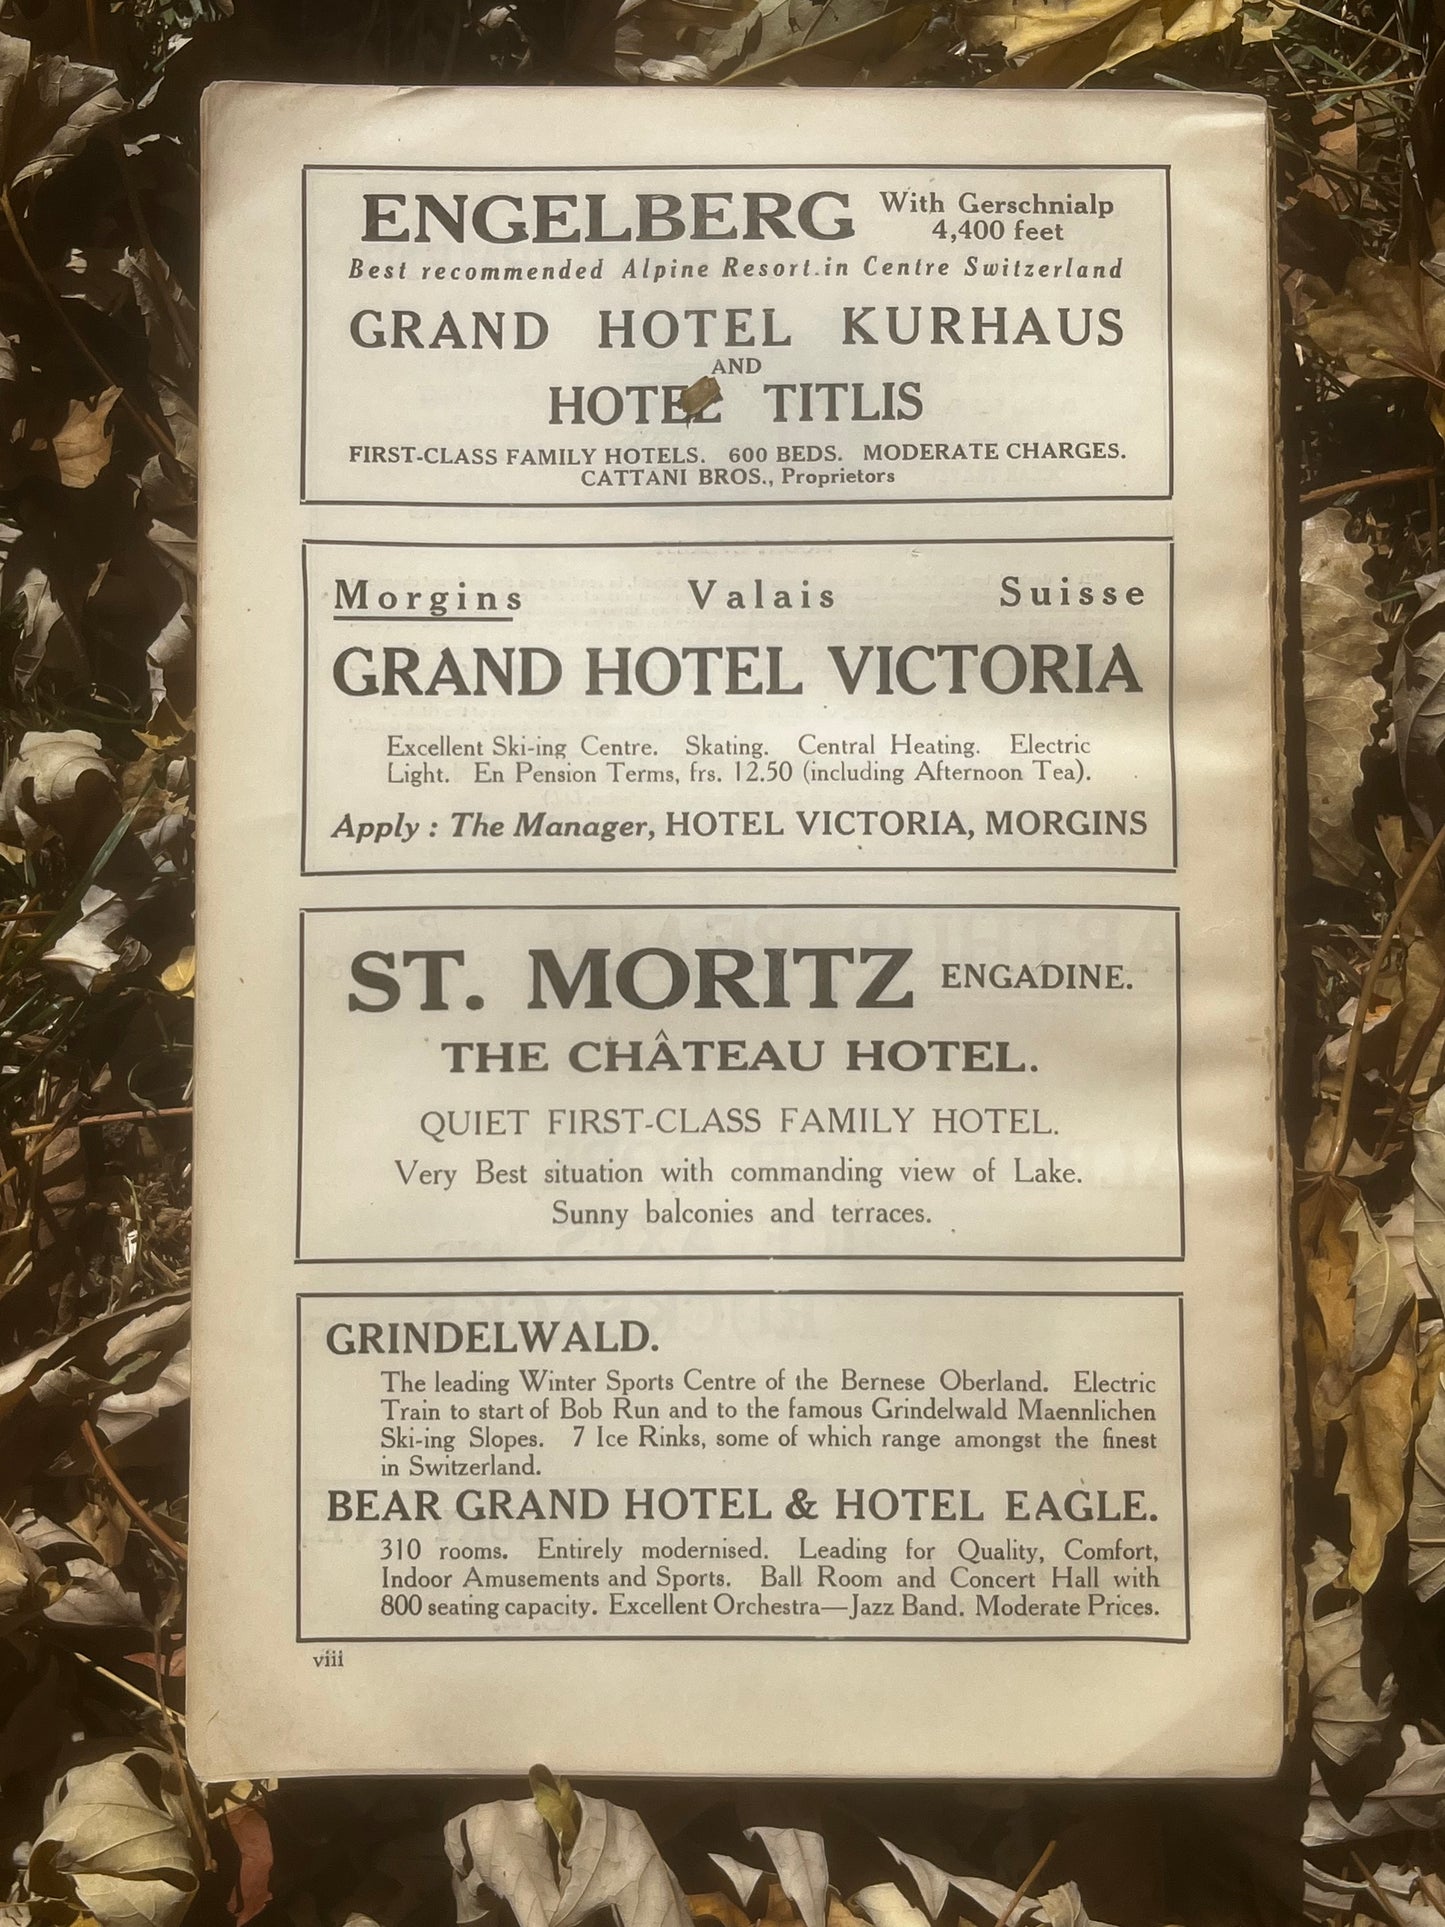 ENGELBERG With Gerschnialp
4,400 feet
Best recommended Alpine Resort in Centre Switzerland
GRAND HOTEL KURHAUS
AND
HOTEL TITLIS
FIRST-CLASS FAMILY HOTELS. 600 BEDS. MODERATE CHARGES.
CATTANI BROS., Proprietors
Morgins Valais Suisse
GRAND HOTEL VICTORIA
Excellent Ski-ing Centre. Skating. Central Heating. Electric
Light. En Pension Terms, frs. 12.50 (including Afternoon Tea).
Apply : The Manager, HOTEL VICTORIA, MORGINS
ST. MORITZ ENGADINE.
THE CHÂTEAU HOTEL.
QUIET FIRST-CLASS FAMILY HOTEL.
Very Best situation with commanding view of Lake.
Sunny balconies and terraces.
GRINDELWALD.
The leading Winter Sports Centre of the Bernese Oberland. Electric
Train to start of Bob Run and to the famous Grindelwald Maennlichen
Ski-ing Slopes. 7 Ice Rinks, some of which range amongst the finest
in Switzerland.
BEAR GRAND HOTEL & HOTEL EAGLE.
310 rooms. Entirely modernised. Leading for Quality, Comfort,
Indoor Amusements and Sports. Ball Room and Concert Hall with
800 seating capacity. Excellent Orchestra—Jazz Band. Moderate Prices.
viii